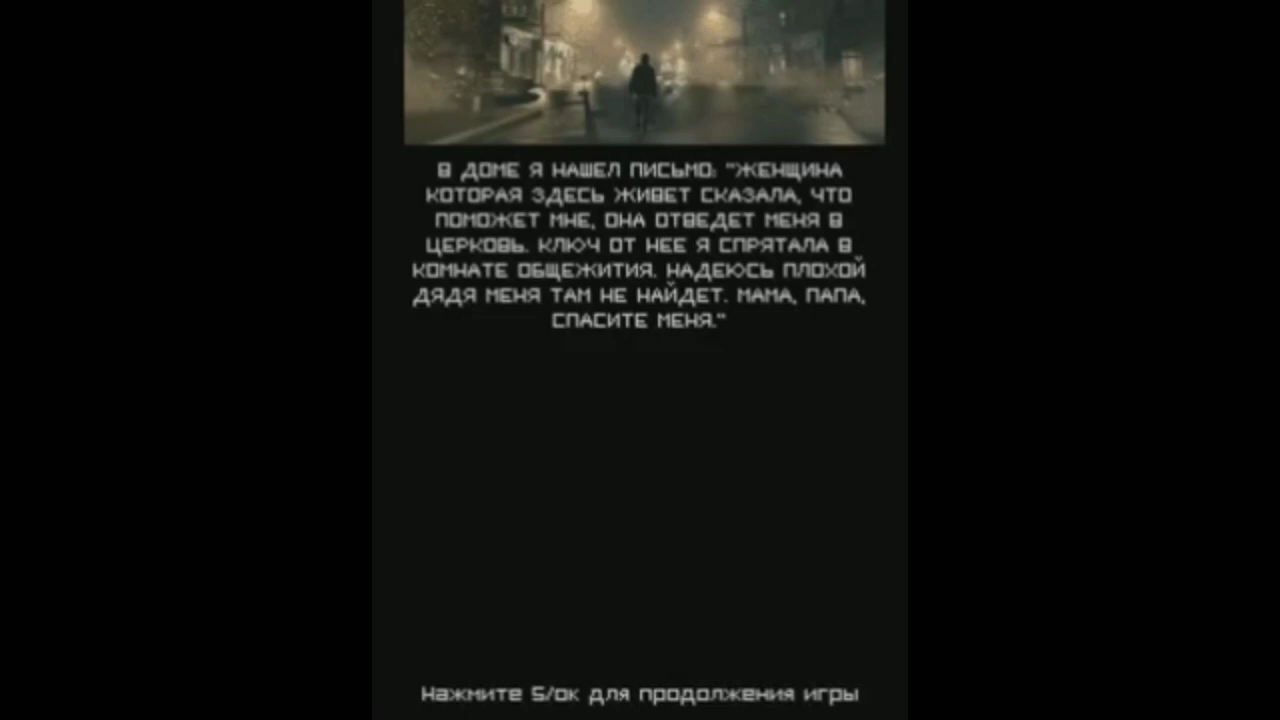 В ДОМЕ Я НАШЕЛ ПИСЬМО: "ЖЕНЩИНА
КОТОРАЯ ЗДЕСЬ ЖИВЕТ СКАЗАЛА, ЧТО
ПОМОЖЕТ МНЕ, ОНА ОТВЕДЕТ МЕНЯ В
ЦЕРКОВЬ. КЛЮЧ ОТ НЕЕ Я СПРЯТАЛА В
КОМНАТЕ ОБЩЕЖИТИЯ. НАДЕЮСЬ ПЛОХОЙ
ДЯДЯ МЕНЯ ТАМ НЕ НАЙДЕТ. МАМА, ПАПА,
СПАСИТЕ МЕНЯ."
Нажмите 5/ок для продолжения игры